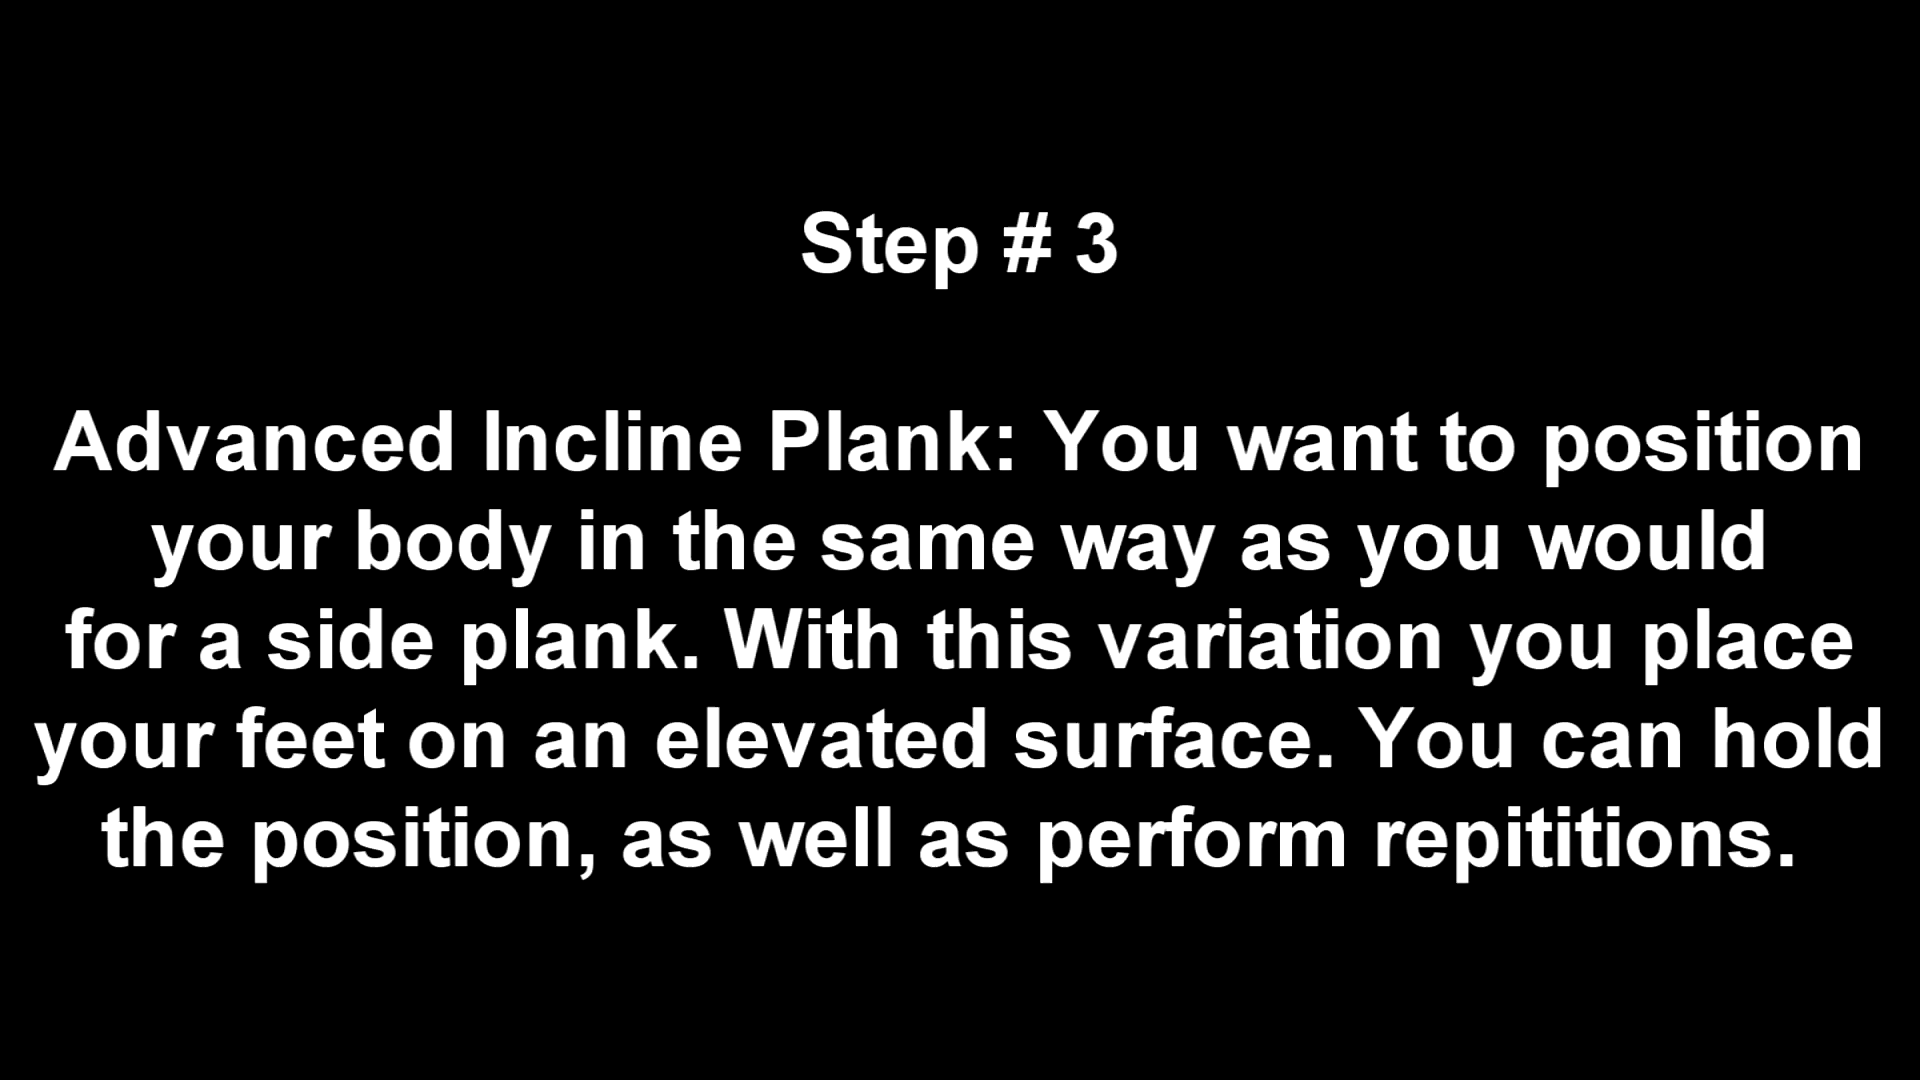 Step # 3
Advanced Incline Plank: You want to position
your body in the same way as you would
for a side plank. With this variation you place
your feet on an elevated surface. You can hold
the position, as well as perform repititions.